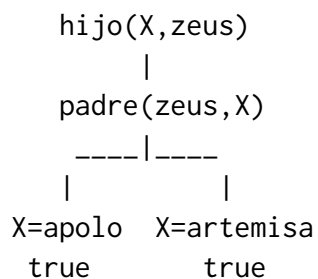 hijo(X,zeus)
|
padre(zeus,X)
____|____
| |
X=apolo X=artemisa
true true